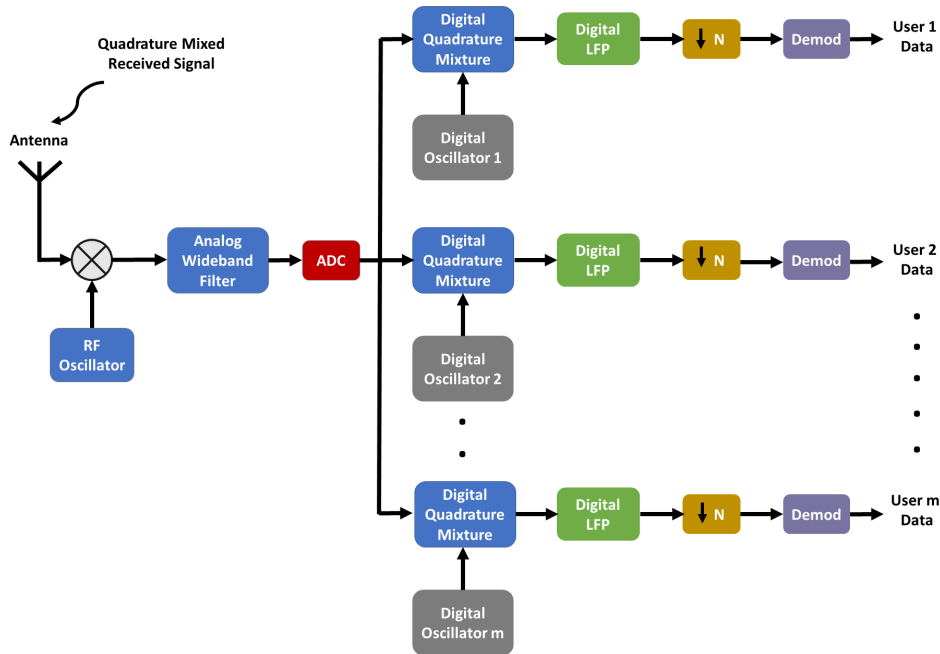 Quadrature Mixed
Received Signal
Antenna
RF
Oscillator
Analog
Wideband
Filter
ADC
Digital
Quadrature
Mixture
Digital
Oscillator 1
Digital
LFP
N
Demod
User 1
Data
Digital
Quadrature
Mixture
Digital
Oscillator 2
Digital
LFP
N
Demod
User 2
Data
Digital
Quadrature
Mixture
Digital
Oscillator m
Digital
LFP
N
Demod
User m
Data